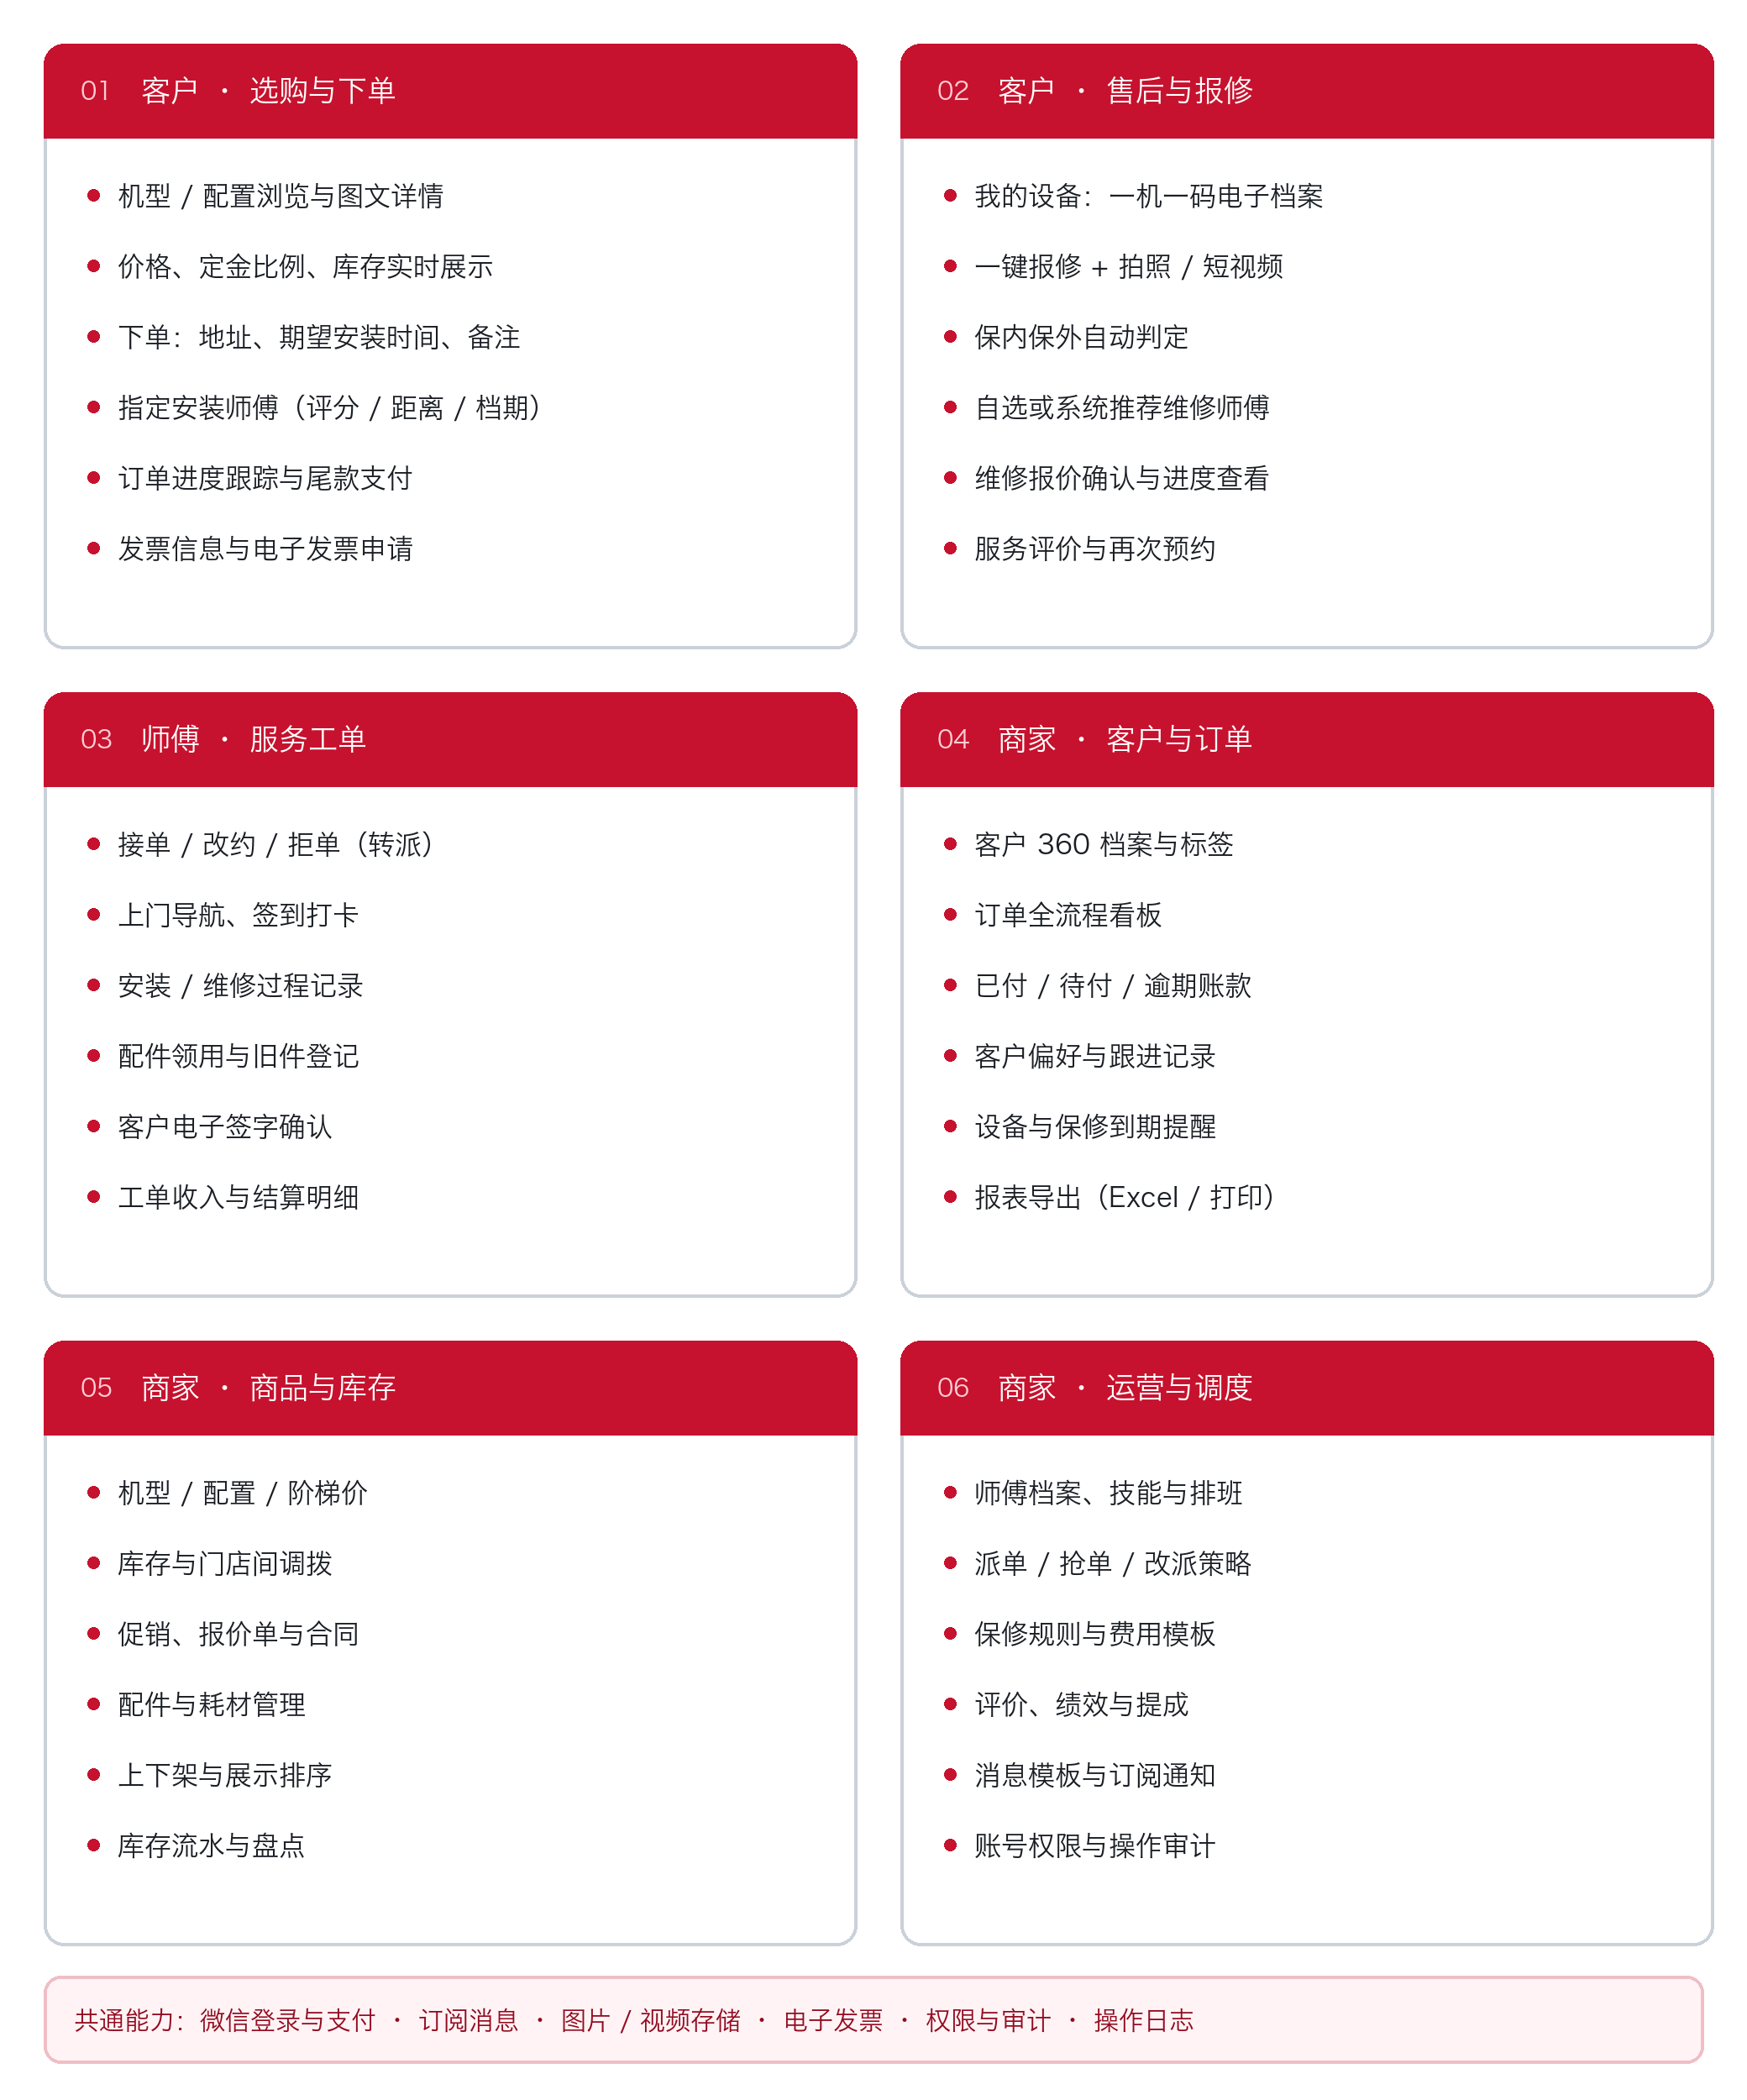 01 客户 · 选购与下单
机型 / 配置浏览与图文详情
价格、定金比例、库存实时展示
下单：地址、期望安装时间、备注
指定安装师傅（评分 / 距离 / 档期）
订单进度跟踪与尾款支付
发票信息与电子发票申请
02 客户 · 售后与报修
我的设备：一机一码电子档案
一键报修 + 拍照 / 短视频
保内保外自动判定
自选或系统推荐维修师傅
维修报价确认与进度查看
服务评价与再次预约
03 师傅 · 服务工单
接单 / 改约 / 拒单（转派）
上门导航、签到打卡
安装 / 维修过程记录
配件领用与旧件登记
客户电子签字确认
工单收入与结算明细
04 商家 · 客户与订单
客户 360 档案与标签
订单全流程看板
已付 / 待付 / 逾期账款
客户偏好与跟进记录
设备与保修到期提醒
报表导出（Excel / 打印）
05 商家 · 商品与库存
机型 / 配置 / 阶梯价
库存与门店间调拨
促销、报价单与合同
配件与耗材管理
上下架与展示排序
库存流水与盘点
06 商家 · 运营与调度
师傅档案、技能与排班
派单 / 抢单 / 改派策略
保修规则与费用模板
评价、绩效与提成
消息模板与订阅通知
账号权限与操作审计
共通能力：微信登录与支付 · 订阅消息 · 图片 / 视频存储 · 电子发票 · 权限与审计 · 操作日志